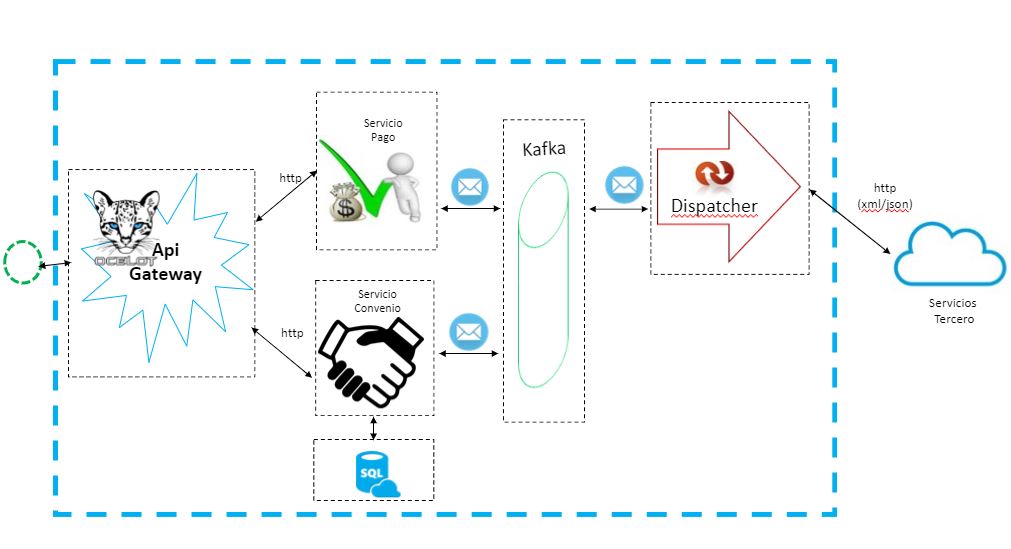 Servicio
Pago
$
http
Kafka
Dispatcher
http
(xml/json)
OCELOT
Api
Gateway
Servicio
Convenio
http
Servicios
Tercero
SQL